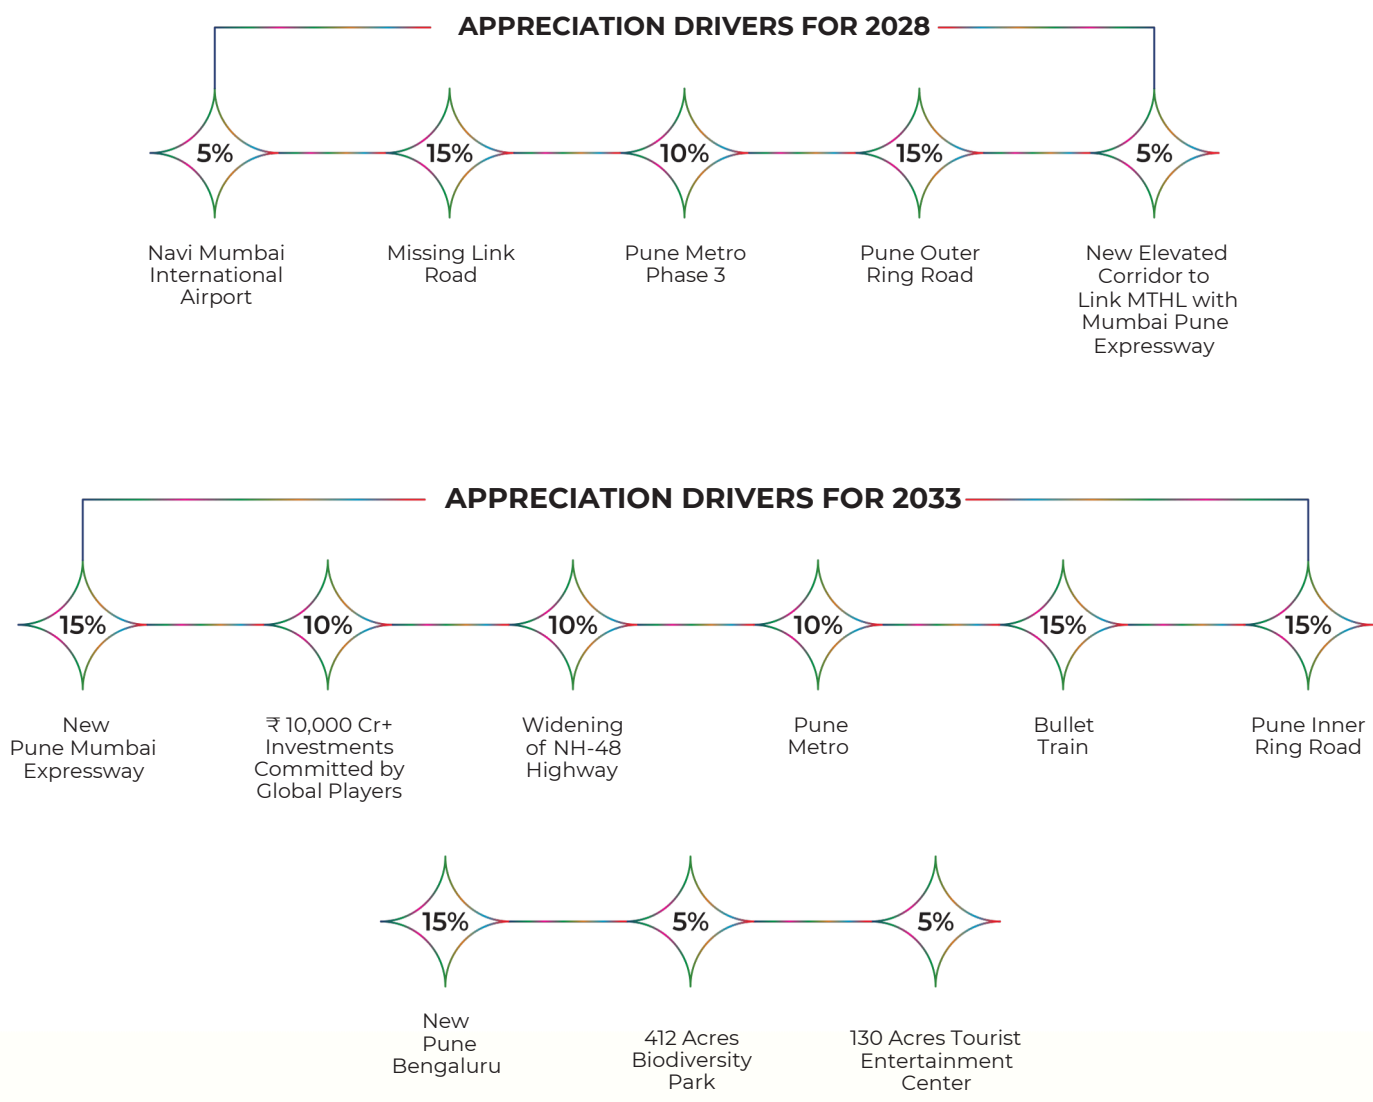 APPRECIATION DRIVERS FOR 2028
5%
15%
10%
15%
5%
Navi Mumbai
International
Airport
Missing Link
Road
Pune Metro
Phase 3
Pune Outer
Ring Road
New Elevated
Corridor to
Link MTHL with
Mumbai Pune
Expressway
APPRECIATION DRIVERS FOR 2033
15%
10%
10%
10%
15%
15%
New
Pune Mumbai
Expressway
₹ 10,000 Cr+
Investments
Committed by
Global Players
Widening
of NH-48
Highway
Pune
Metro
Bullet
Train
Pune Inner
Ring Road
15%
5%
5%
New
Pune
Bengaluru
412 Acres
Biodiversity
Park
130 Acres Tourist
Entertainment
Center